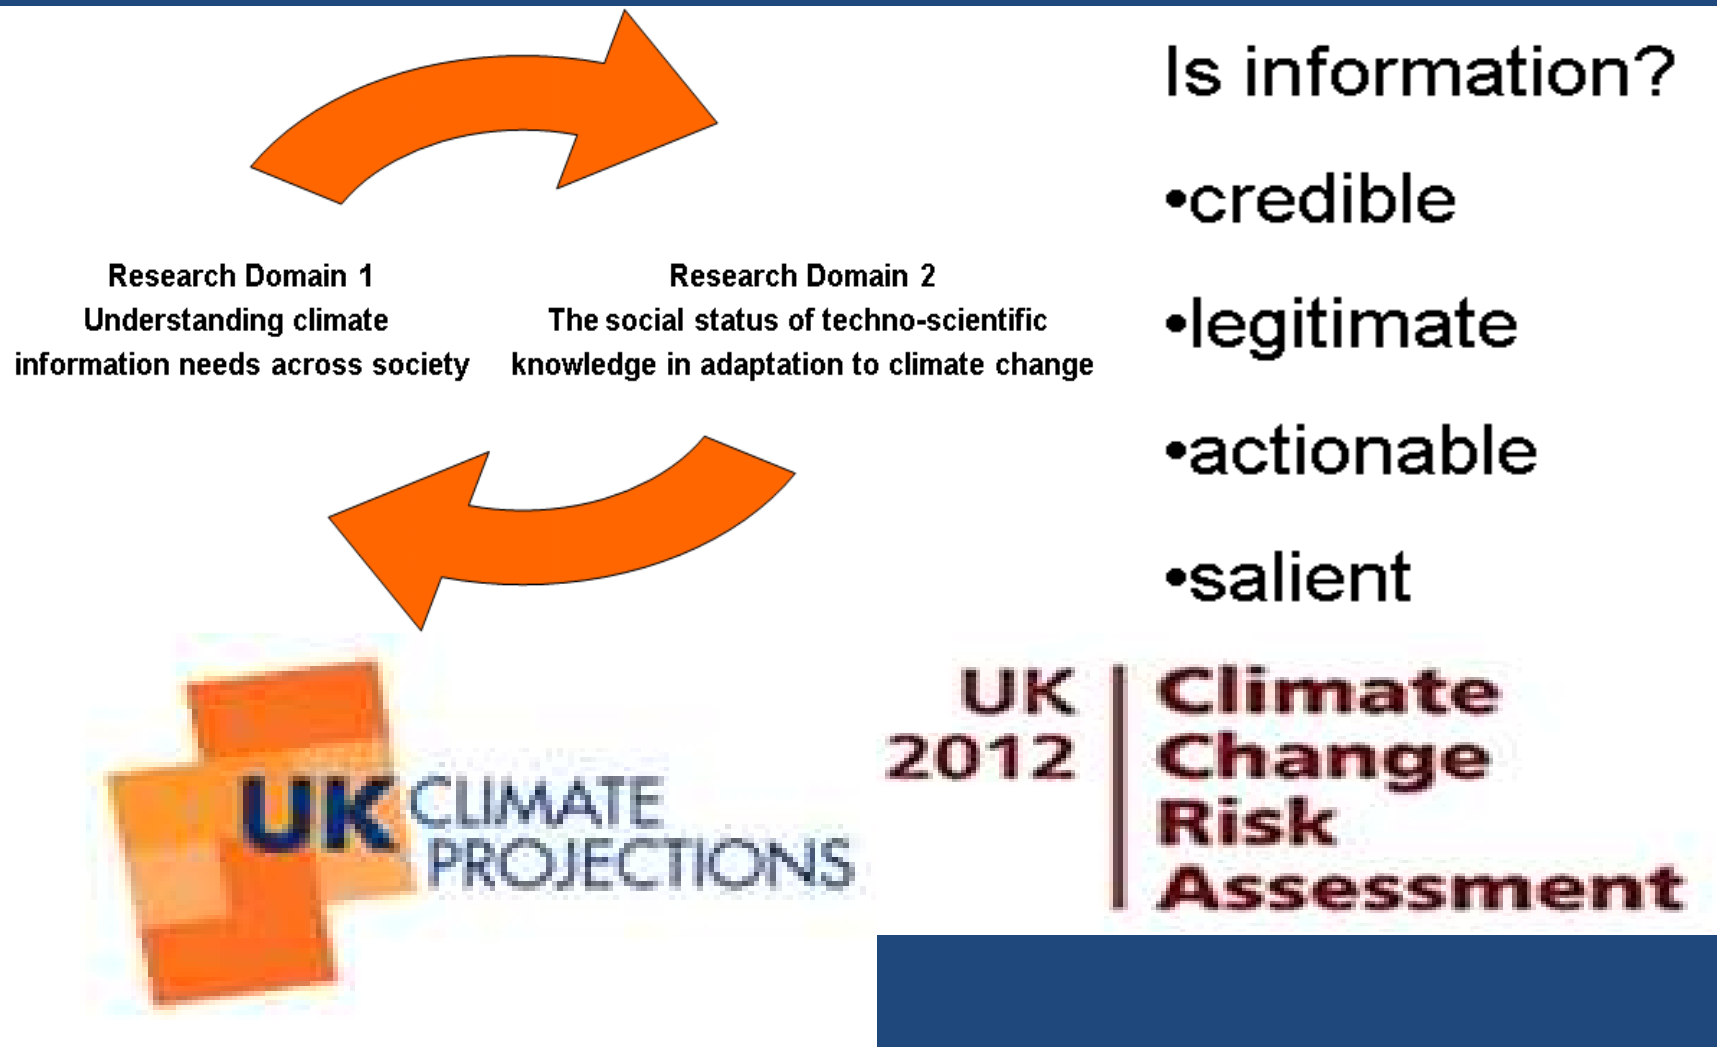 Research Domain 1
Understanding climate
information needs across society
Research Domain 2
The social status of techno-scientific
knowledge in adaptation to climate change
Is information?
•credible
•legitimate
•actionable
•salient
UK CLIMATE
PROJECTIONS
UK
2012
Climate
Change
Risk
Assessment